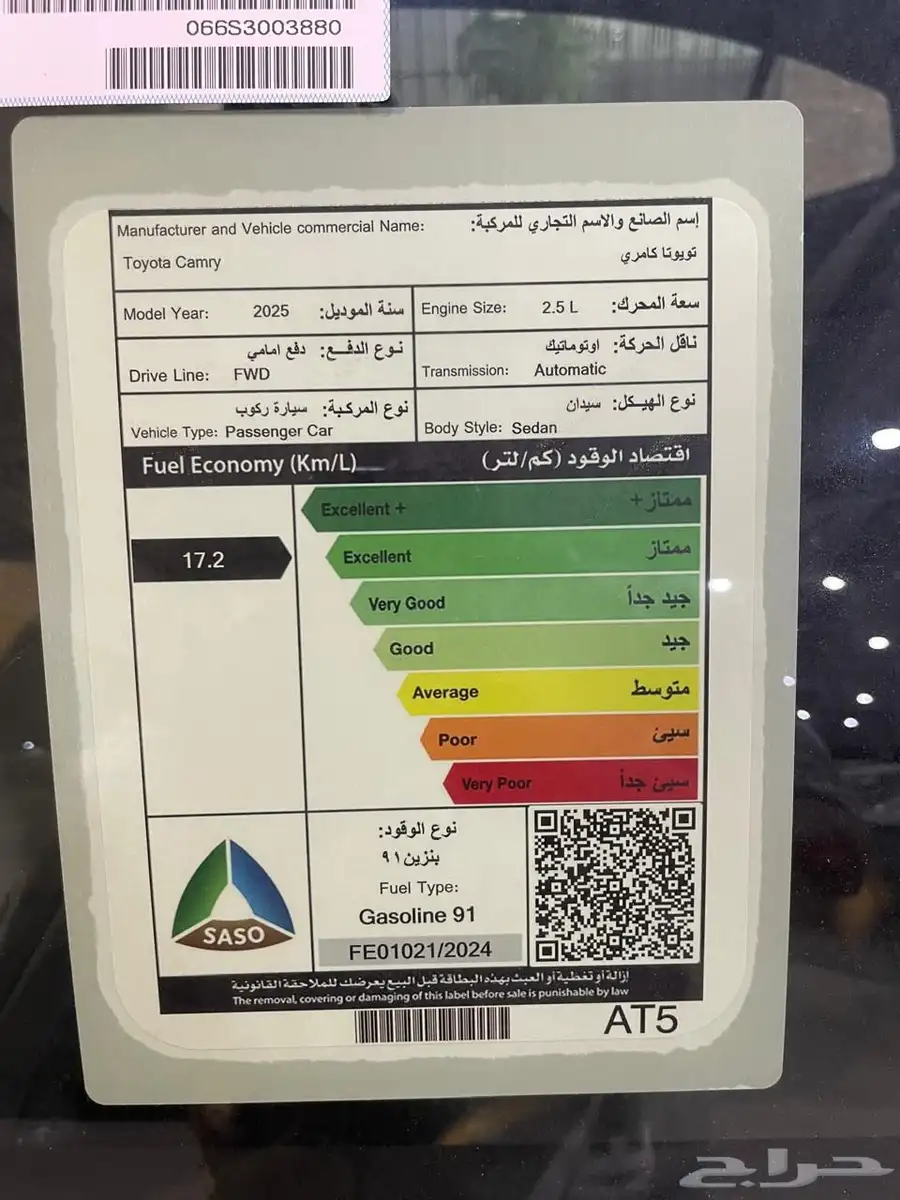 066S3003880
Manufacturer and Vehicle commercial Name: إسم الصانع والاسم التجاري للمركبة:
Toyota Camry تويوتا كامري
Model Year: 2025 سنة الموديل:
Engine Size: 2.5 L سعة المحرك:
نوع الدفـــع: دفع امامي
Drive Line: FWD
ناقل الحركة: اوتوماتيك
Transmission: Automatic
نوع المركبة: سيارة ركوب
Vehicle Type: Passenger Car
نوع الهيكل: سيدان
Body Style: Sedan
Fuel Economy (Km/L) اقتصاد الوقود (كم/لتر)
Excellent + ممتاز +
17.2
Excellent ممتاز
Very Good جيد جداً
Good جيد
Average متوسط
Poor سيئ
Very Poor سيئ جداً
SASO
نوع الوقود:
بنزين ٩١
Fuel Type:
Gasoline 91
FE01021/2024
إزالة أو تغطية أو العبث بهذه البطاقة قبل البيع يعرضك للملاحقة القانونية
The removal, covering or damaging of this label before sale is punishable by law
AT5
حراج